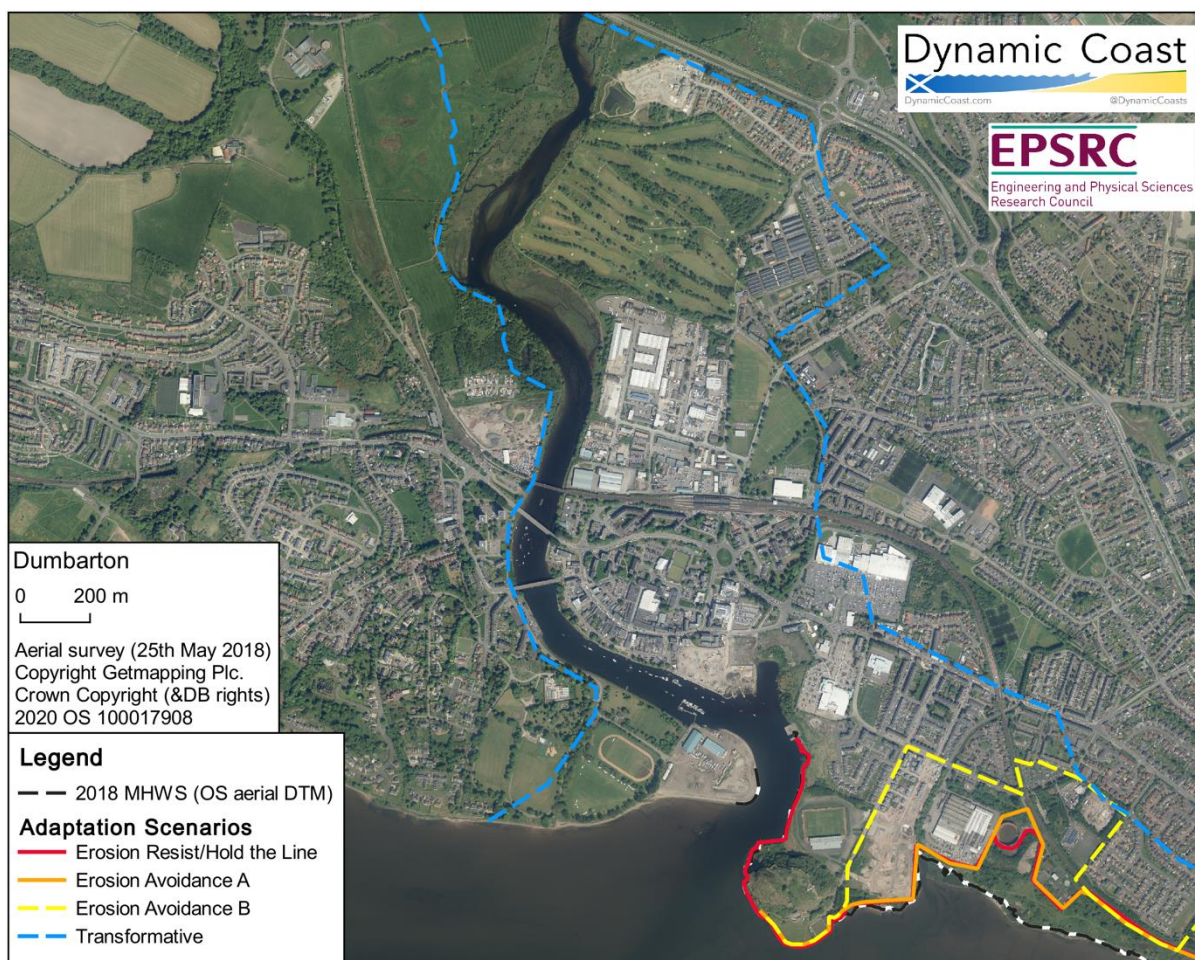 Dynamic Coast
DynamicCoast.com @DynamicCoasts
EPSRC
Engineering and Physical Sciences
Research Council
Dumbarton
0 200 m
Aerial survey (25th May 2018)
Copyright Getmapping Plc.
Crown Copyright (&DB rights)
2020 OS 100017908
Legend
2018 MHWS (OS aerial DTM)
Adaptation Scenarios
Erosion Resist/Hold the Line
Erosion Avoidance A
Erosion Avoidance B
Transformative